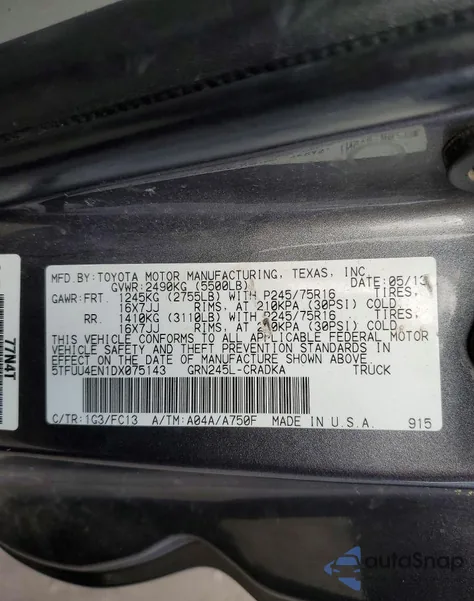 MFD.BY:TOYOTA MOTOR MANUFACTURING, TEXAS, INC.
GVWR:2490KG (5500LB) DATE:05/13
GAWR:FRT. 1245KG (2755LB) WITH P245/75R16 TIRES,
16X7JJ RIMS, AT 210KPA (30PSI) COLD
RR. 1410KG (3110LB) WITH P245/75R16 TIRES,
16X7JJ RIMS, AT 210KPA (30PSI) COLD
THIS VEHICLE CONFORMS TO ALL APPLICABLE FEDERAL MOTOR
VEHICLE SAFETY AND THEFT PREVENTION STANDARDS IN
EFFECT ON THE DATE OF MANUFACTURE SHOWN ABOVE.
5TFUU4EN1DX075143 GRN245L-CRADKA TRUCK
C/TR:1G3/FC13 A/TM:A04A/A750F MADE IN U.S.A. 915
77N4T
autoSnap